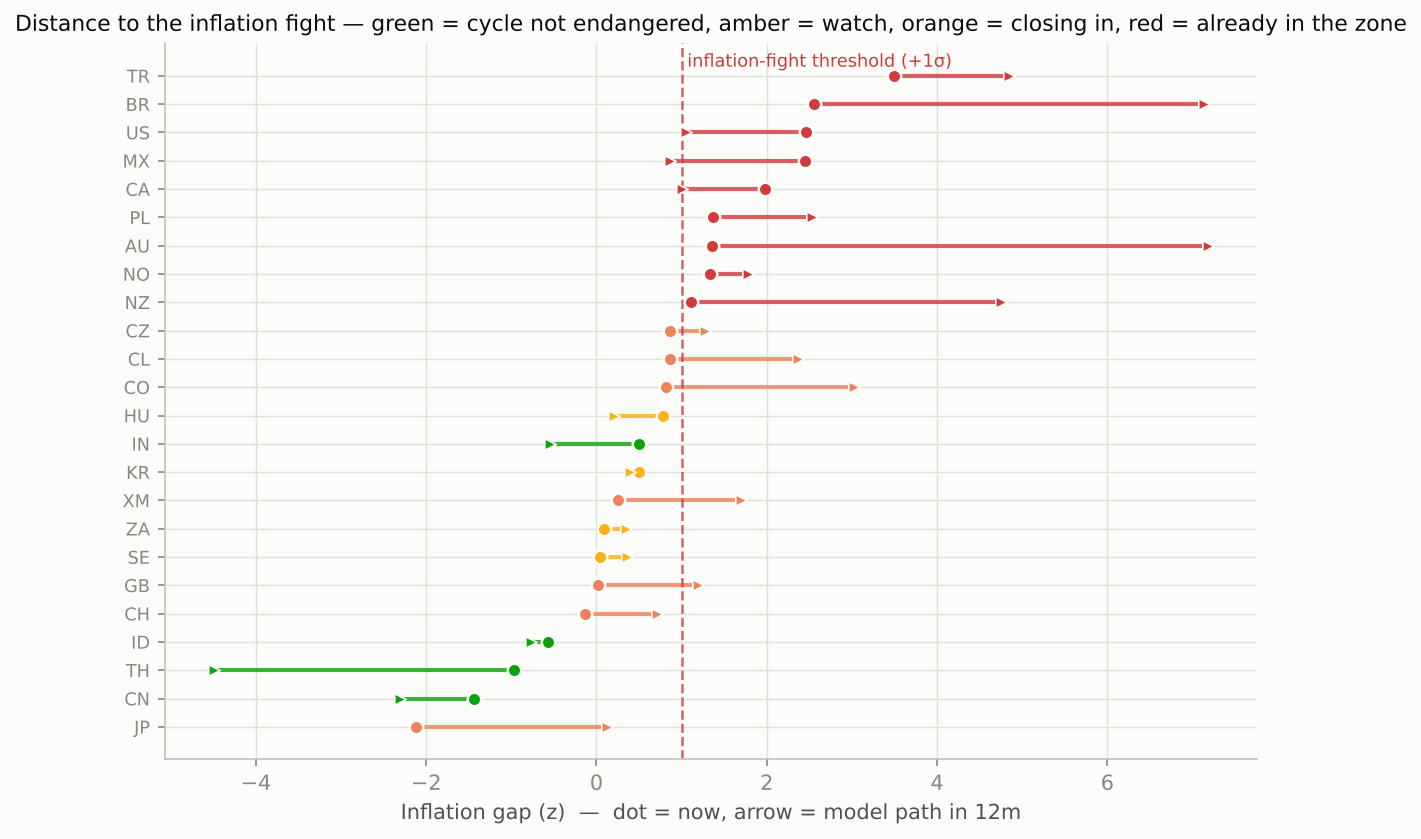 Distance to the inflation fight — green = cycle not endangered, amber = watch, orange = closing in, red = already in the zone
inflation-fight threshold (+1σ)
TR
BR
US
MX
CA
PL
AU
NO
NZ
CZ
CL
CO
HU
IN
KR
XM
ZA
SE
GB
CH
ID
TH
CN
JP
−4 −2 0 2 4 6
Inflation gap (z) — dot = now, arrow = model path in 12m